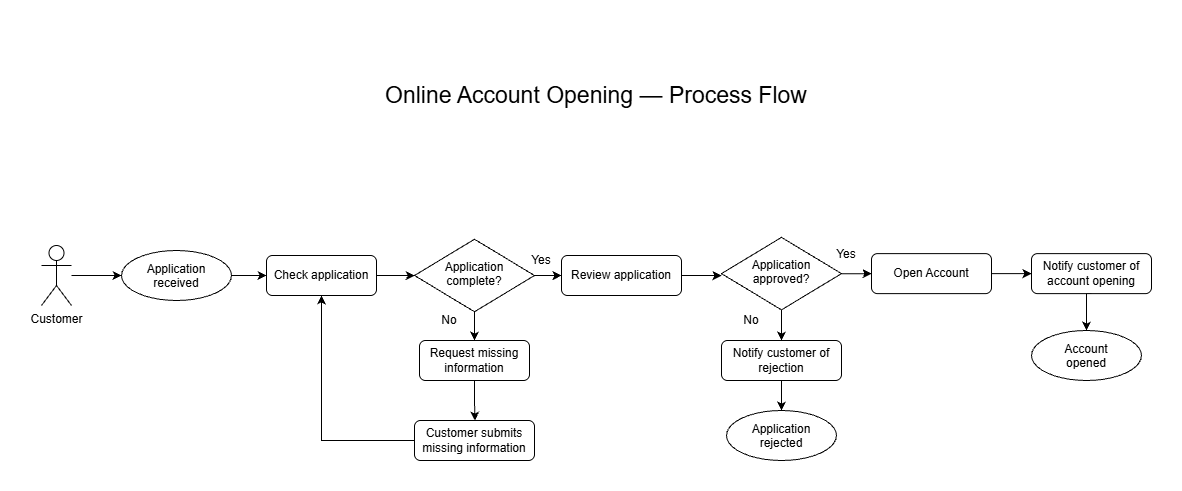 Online Account Opening — Process Flow
Customer
Application
received
Check application
Application
complete?
Yes
No
Request missing
information
Customer submits
missing information
Review application
Application
approved?
Yes
No
Notify customer of
rejection
Application
rejected
Open Account
Notify customer of
account opening
Account
opened